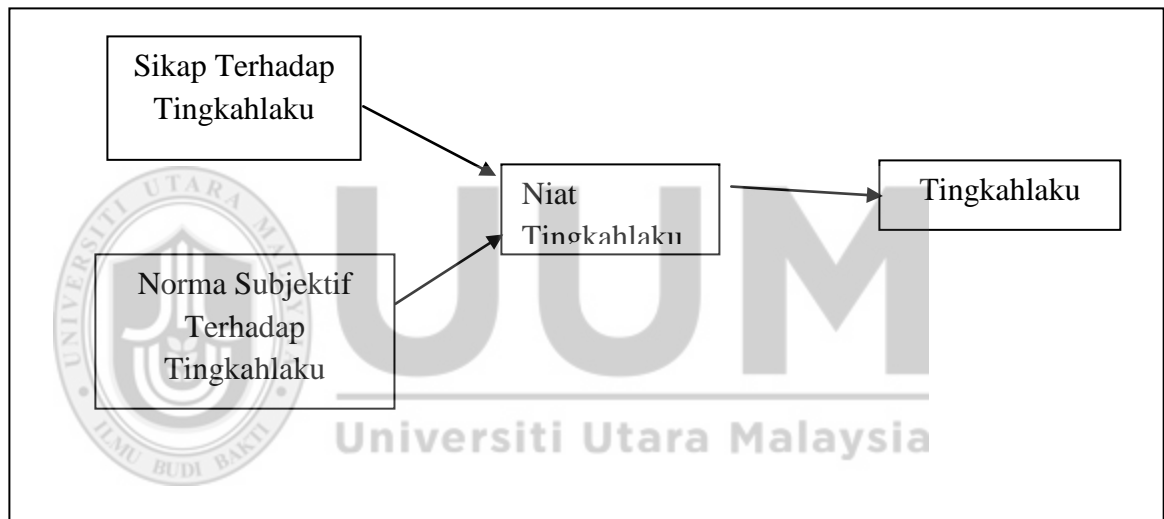 Sikap Terhadap
Tingkahlaku
Niat
Tingkahlaku
Tingkahlaku
Norma Subjektif
Terhadap
Tingkahlaku
UNIVERSITI UTARA MALAYSIA
ILMU BUDI BAKTI
UUM
Universiti Utara Malaysia